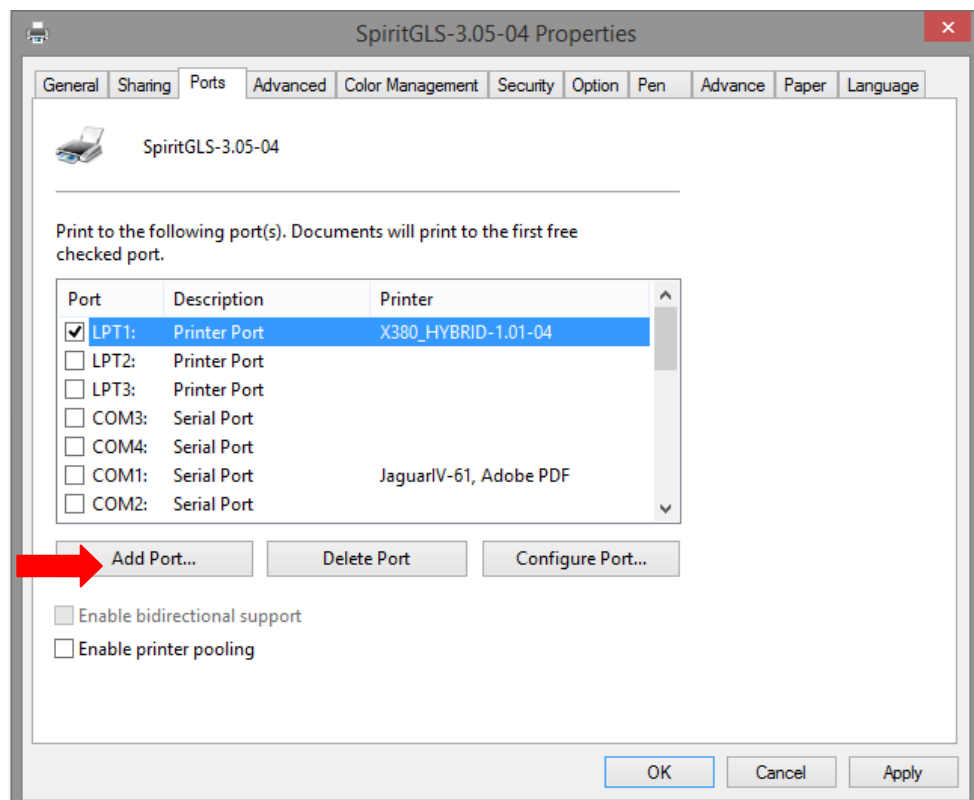 SpiritGLS-3.05-04 Properties
General Sharing Ports Advanced Color Management Security Option Pen Advance Paper Language
SpiritGLS-3.05-04
Print to the following port(s). Documents will print to the first free
checked port.
Port Description Printer
LPT1: Printer Port X380_HYBRID-1.01-04
LPT2: Printer Port
LPT3: Printer Port
COM3: Serial Port
COM4: Serial Port
COM1: Serial Port JaguarIV-61, Adobe PDF
COM2: Serial Port
Add Port... Delete Port Configure Port...
Enable bidirectional support
Enable printer pooling
OK Cancel Apply